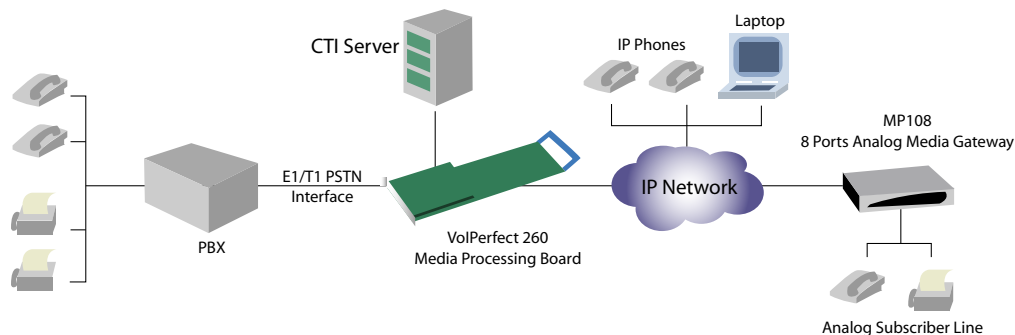 CTI Server
IP Phones
Laptop
MP108
8 Ports Analog Media Gateway
E1/T1 PSTN
Interface
IP Network
PBX
VoIPerfect 260
Media Processing Board
Analog Subscriber Line